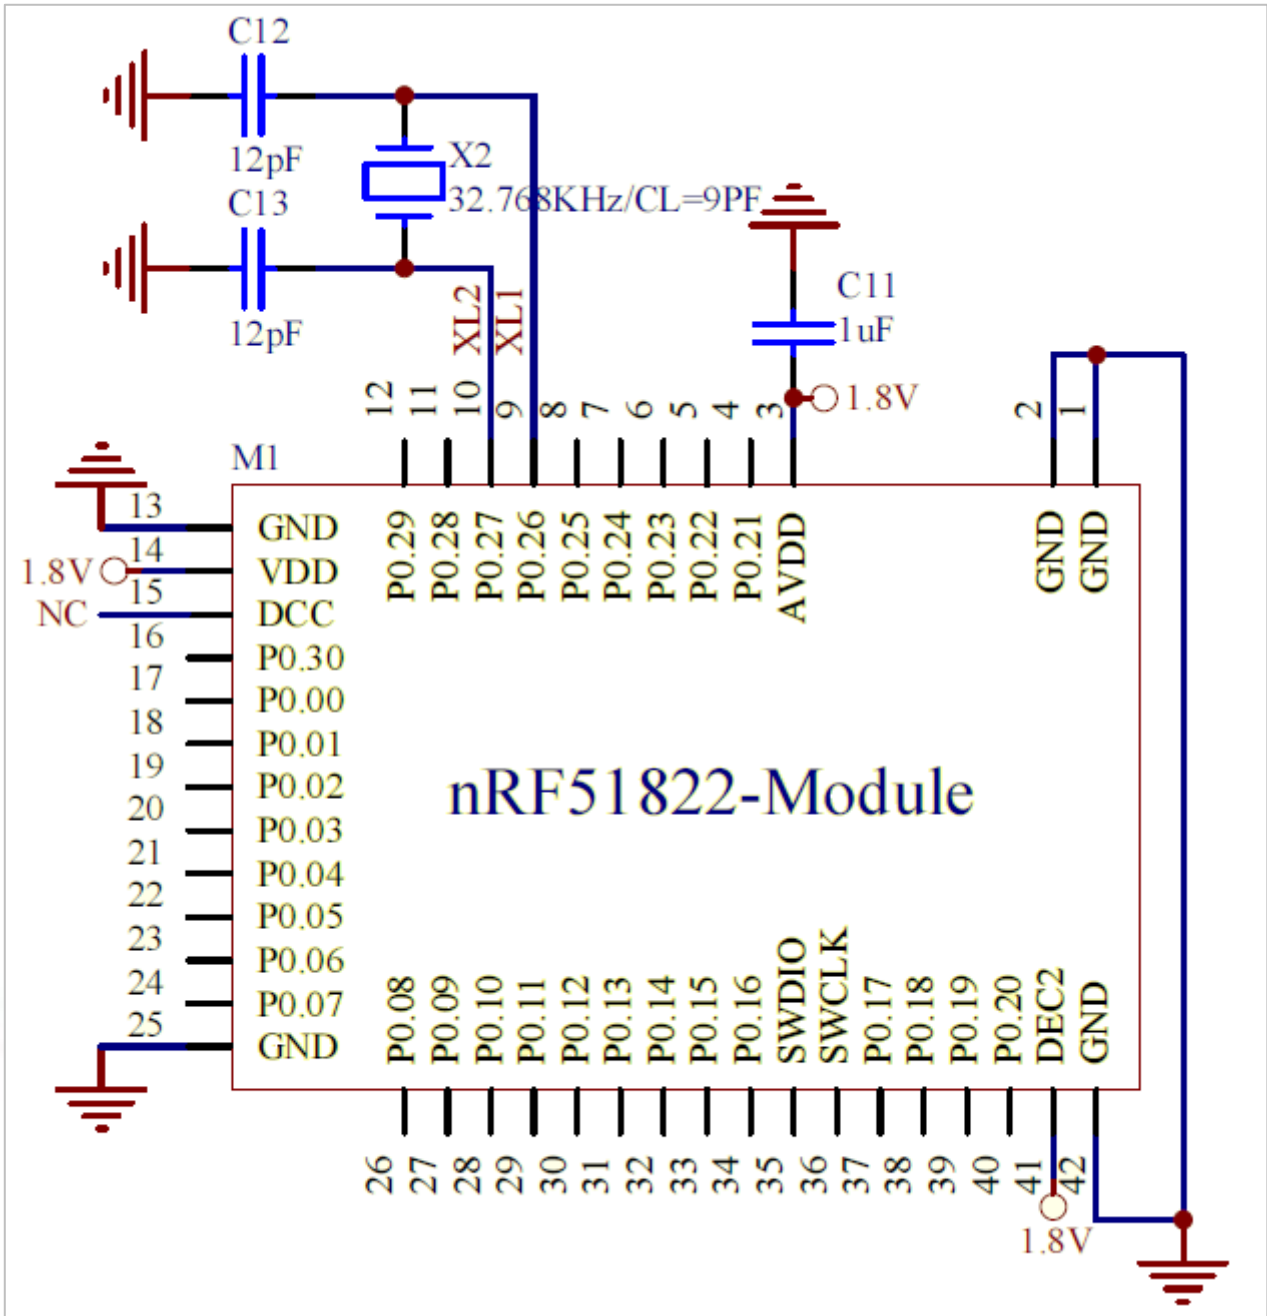 C12
12pF
X2
32.768KHz/CL=9PF
C13
12pF
XL2
XL1
C11
1uF
1.8V
12
11
10
9
8
7
6
5
4
3
2
1
M1
13
GND
14
1.8V
VDD
15
NC
DCC
16
P0.30
17
P0.00
18
P0.01
19
P0.02
20
P0.03
21
P0.04
22
P0.05
23
P0.06
24
P0.07
25
GND
P0.29
P0.28
P0.27
P0.26
P0.25
P0.24
P0.23
P0.22
P0.21
AVDD
GND
GND
nRF51822-Module
P0.08
P0.09
P0.10
P0.11
P0.12
P0.13
P0.14
P0.15
P0.16
SWDIO
SWCLK
P0.17
P0.18
P0.19
P0.20
DEC2
GND
26
27
28
29
30
31
32
33
34
35
36
37
38
39
40
41
42
1.8V